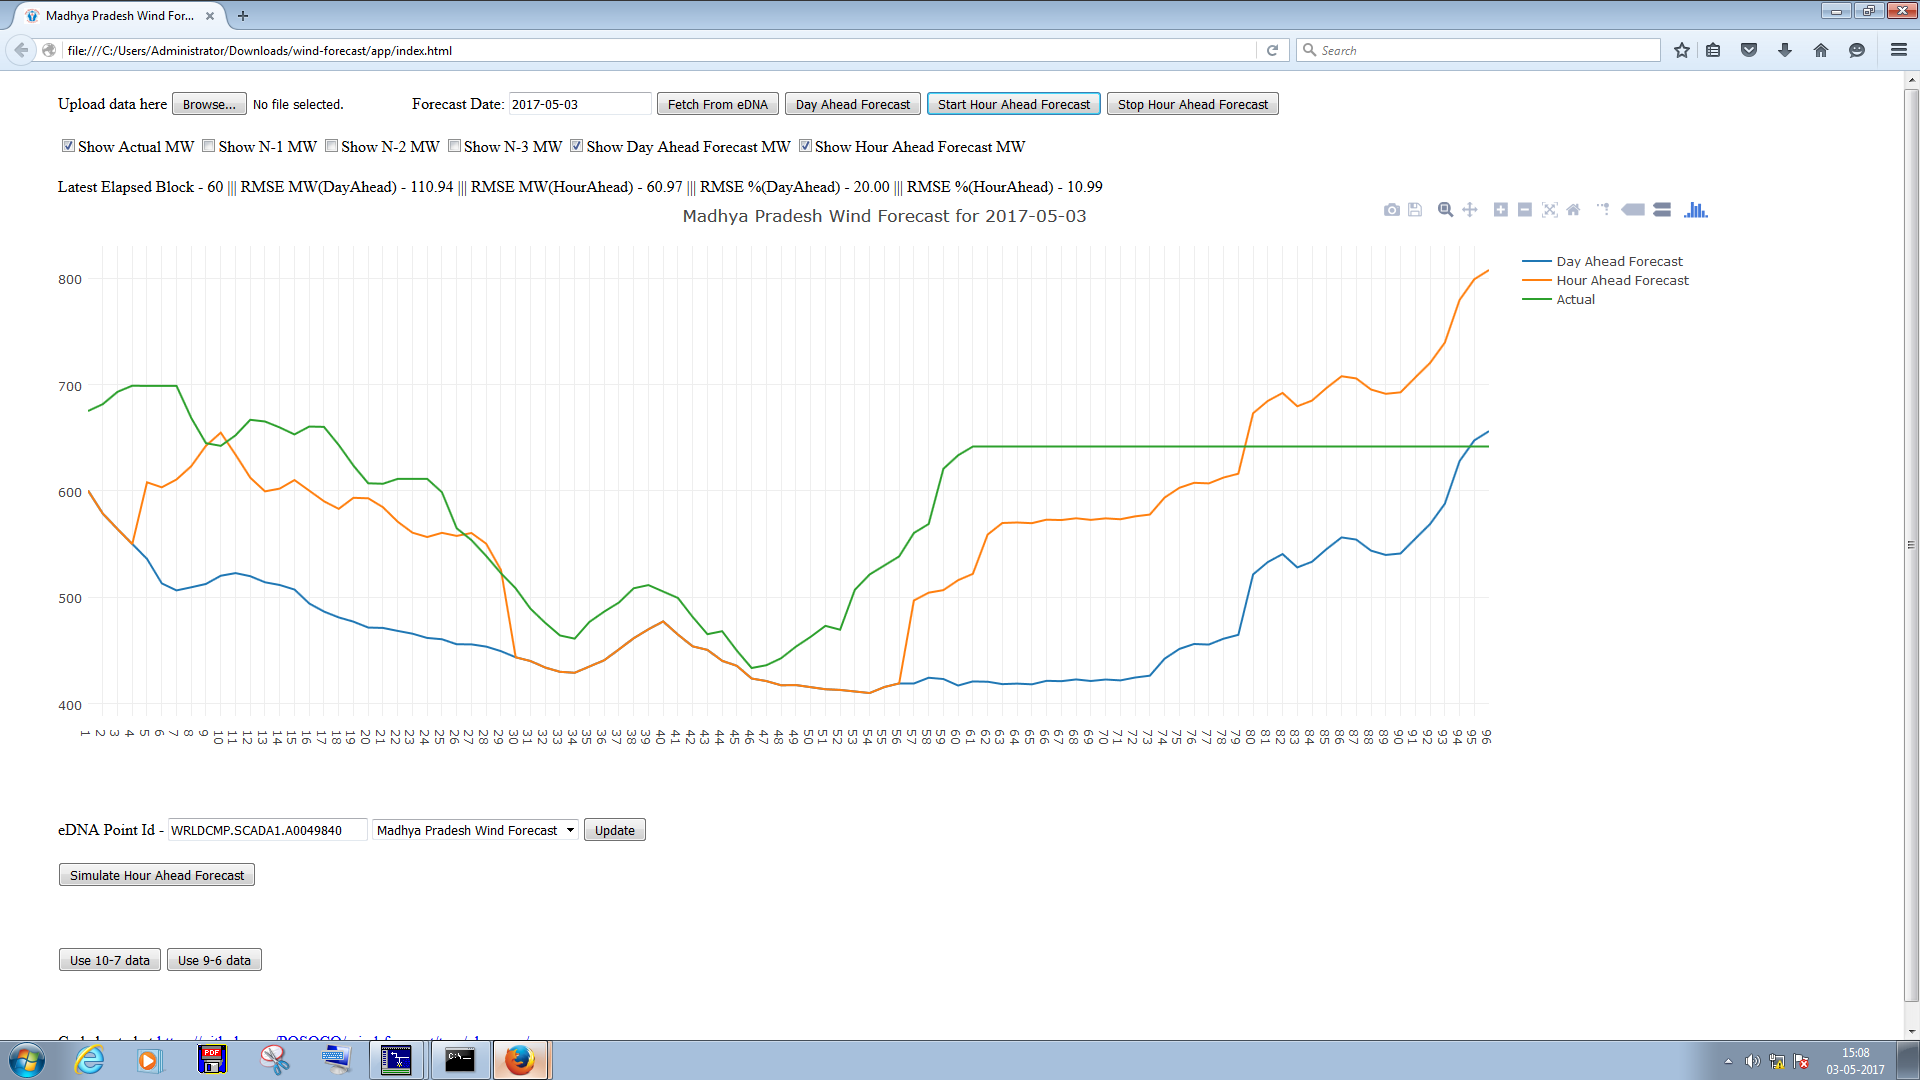 Madhya Pradesh Wind For...
file:///C:/Users/Administrator/Downloads/wind-forecast/app/index.html
Search
Upload data here Browse... No file selected. Forecast Date: 2017-05-03 Fetch From eDNA Day Ahead Forecast Start Hour Ahead Forecast Stop Hour Ahead Forecast
Show Actual MW Show N-1 MW Show N-2 MW Show N-3 MW Show Day Ahead Forecast MW Show Hour Ahead Forecast MW
Latest Elapsed Block - 60 ||| RMSE MW(DayAhead) - 110.94 ||| RMSE MW(HourAhead) - 60.97 ||| RMSE %(DayAhead) - 20.00 ||| RMSE %(HourAhead) - 10.99
Madhya Pradesh Wind Forecast for 2017-05-03
Day Ahead Forecast
Hour Ahead Forecast
Actual
800
700
600
500
400
1 2 3 4 5 6 7 8 9 10 11 12 13 14 15 16 17 18 19 20 21 22 23 24 25 26 27 28 29 30 31 32 33 34 35 36 37 38 39 40 41 42 43 44 45 46 47 48 49 50 51 52 53 54 55 56 57 58 59 60 61 62 63 64 65 66 67 68 69 70 71 72 73 74 75 76 77 78 79 80 81 82 83 84 85 86 87 88 89 90 91 92 93 94 95 96
eDNA Point Id - WRLDCMP.SCADA1.A0049840 Madhya Pradesh Wind Forecast Update
Simulate Hour Ahead Forecast
Use 10-7 data Use 9-6 data
PDF
C:\
15:08
03-05-2017